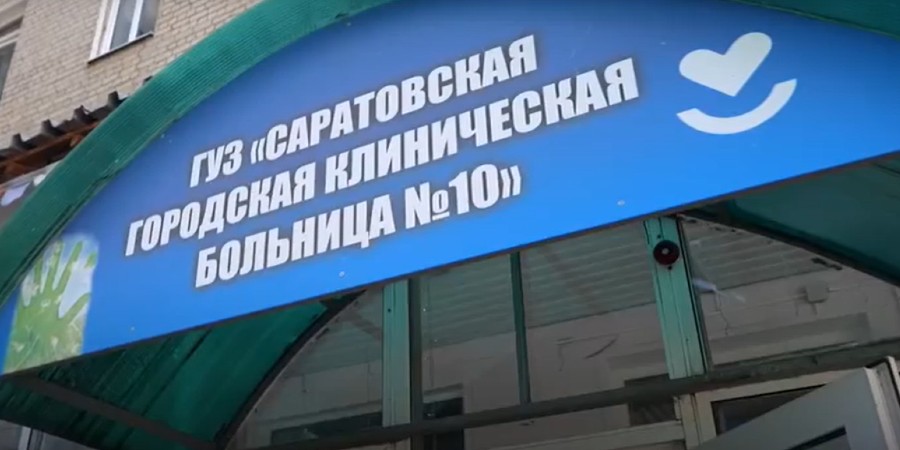 ГУЗ «САРАТОВСКАЯ
ГОРОДСКАЯ КЛИНИЧЕСКАЯ
БОЛЬНИЦА №10»